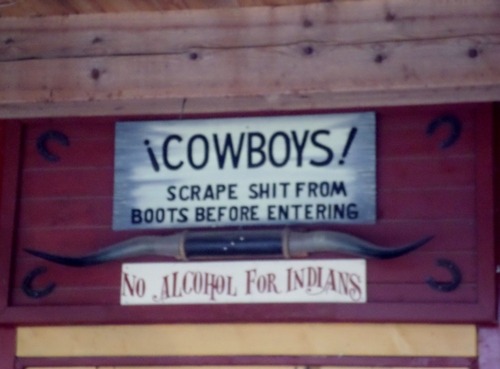 ¡COWBOYS!
SCRAPE SHIT FROM
BOOTS BEFORE ENTERING
NO ALCOHOL FOR INDIANS